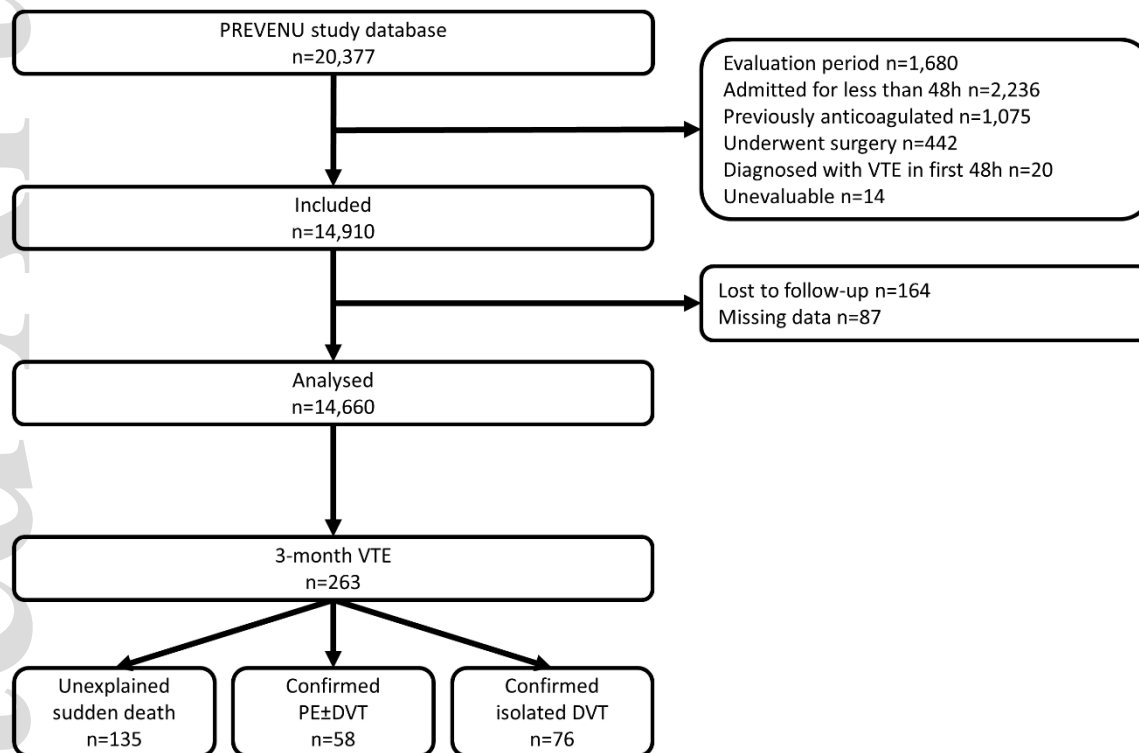 PREVENU study database
n=20,377
Evaluation period n=1,680
Admitted for less than 48h n=2,236
Previously anticoagulated n=1,075
Underwent surgery n=442
Diagnosed with VTE in first 48h n=20
Unevaluable n=14
Included
n=14,910
Lost to follow-up n=164
Missing data n=87
Analysed
n=14,660
3-month VTE
n=263
Unexplained
sudden death
n=135
Confirmed
PE±DVT
n=58
Confirmed
isolated DVT
n=76